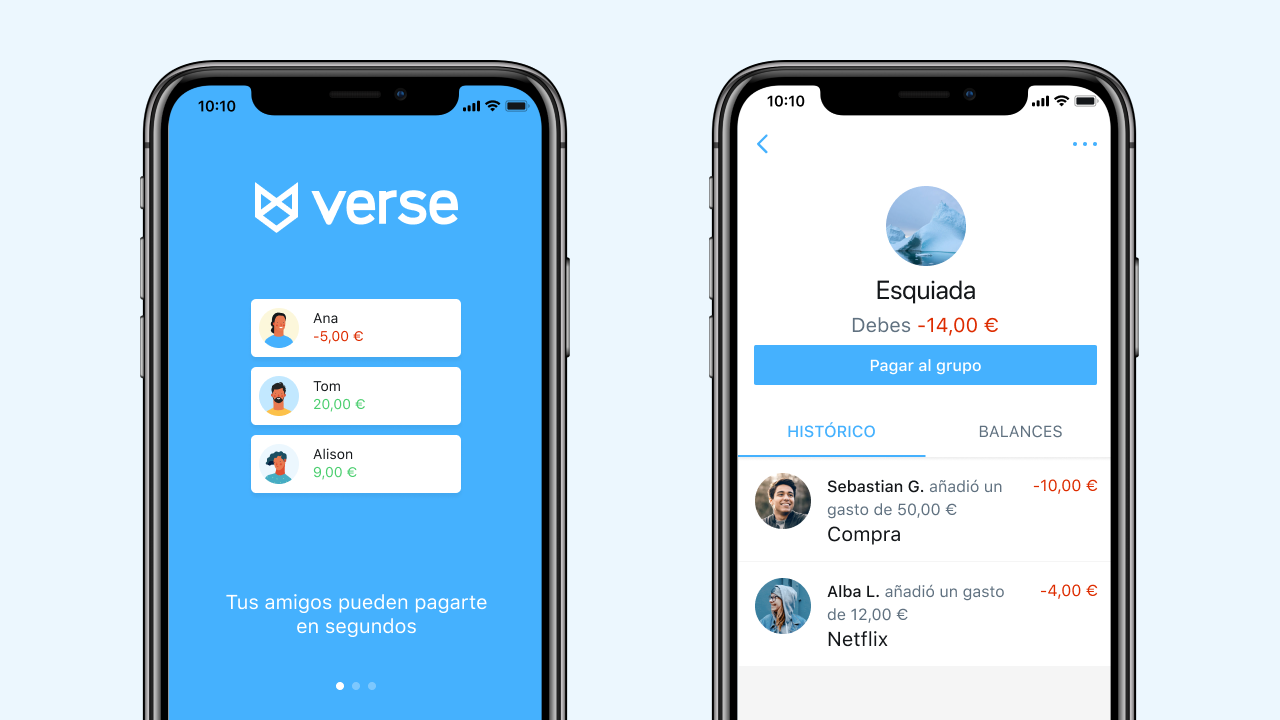 10:10
verse
Ana
-5,00 €
Tom
20,00 €
Alison
9,00 €
Tus amigos pueden pagarte
en segundos
10:10
Esquiada
Debes -14,00 €
Pagar al grupo
HISTÓRICO BALANCES
Sebastian G. añadió un -10,00 €
gasto de 50,00 €
Compra
Alba L. añadió un gasto -4,00 €
de 12,00 €
Netflix